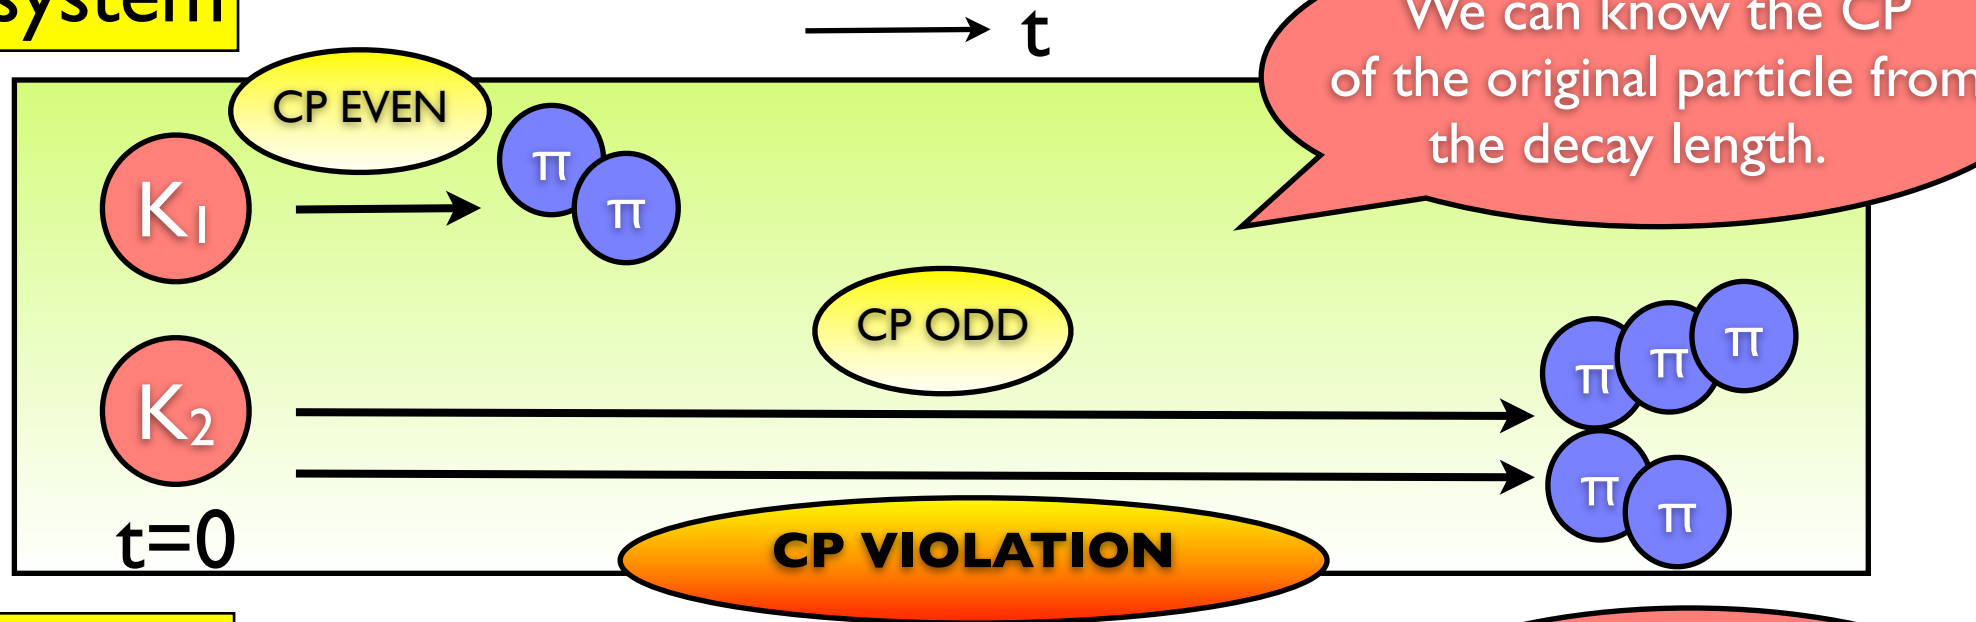 system
t
We can know the CP
of the original particle from
the decay length.
CP EVEN
K1
π
π
CP ODD
K2
π
π
π
π
π
t=0
CP VIOLATION